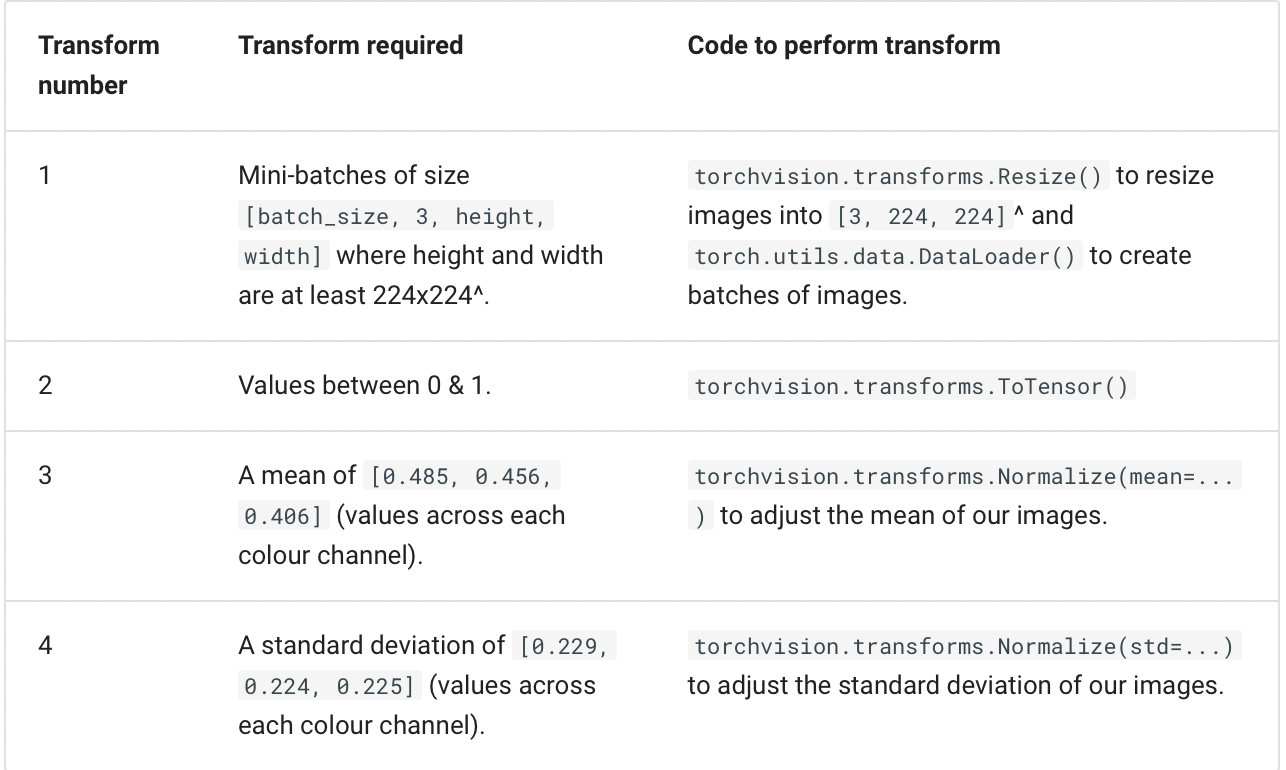 Transform number
Transform required
Code to perform transform
1
Mini-batches of size
[batch_size, 3, height,
width] where height and width
are at least 224x224^.
torchvision.transforms.Resize() to resize
images into [3, 224, 224]^ and
torch.utils.data.DataLoader() to create
batches of images.
2
Values between 0 & 1.
torchvision.transforms.ToTensor()
3
A mean of [0.485, 0.456,
0.406] (values across each
colour channel).
torchvision.transforms.Normalize(mean=...
) to adjust the mean of our images.
4
A standard deviation of [0.229,
0.224, 0.225] (values across
each colour channel).
torchvision.transforms.Normalize(std=...)
to adjust the standard deviation of our images.